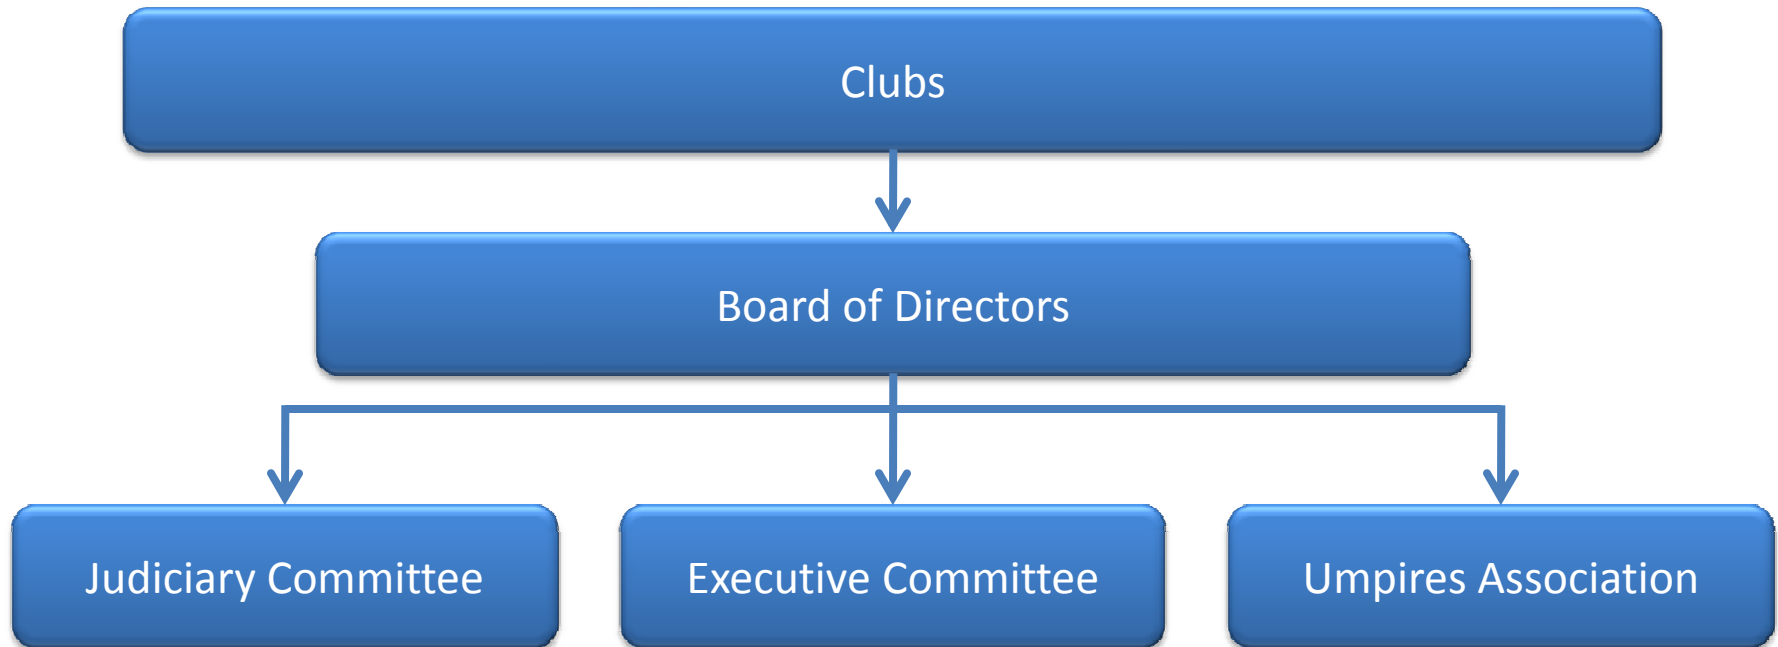 Clubs
Board of Directors
Judiciary Committee
Executive Committee
Umpires Association